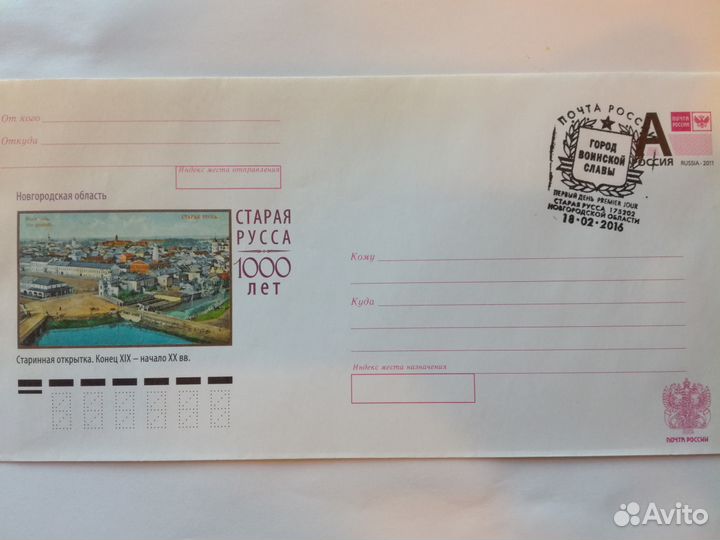 От кого
Откуда
Индекс места отправления
Новгородская область
СТАРАЯ РУССА
СТАРАЯ
РУССА
1000
ЛЕТ
Старинная открытка. Конец XIX – начало XX вв.
ПОЧТА РОСС
ГОРОД
ВОИНСКОЙ
СЛАВЫ
ПЕРВЫЙ ДЕНЬ PREMIER JOUR
СТАРАЯ РУССА 175202
НОВГОРОДСКОЙ ОБЛАСТИ
18-02-2016
А
РОССИЯ
ПОЧТА
РОССИИ
RUSSIA-2011
Кому
Куда
Индекс места назначения
ПОЧТА РОССИИ
Avito